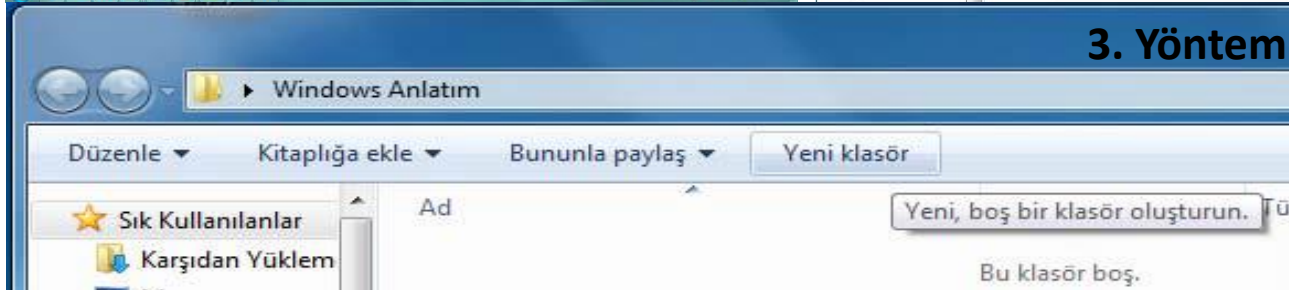 3. Yöntem
Windows Anlatım
Düzenle Kitaplığa ekle Bununla paylaş Yeni klasör
Sık Kullanılanlar Ad Yeni, boş bir klasör oluşturun. Tü
Karşıdan Yüklem Bu klasör boş.